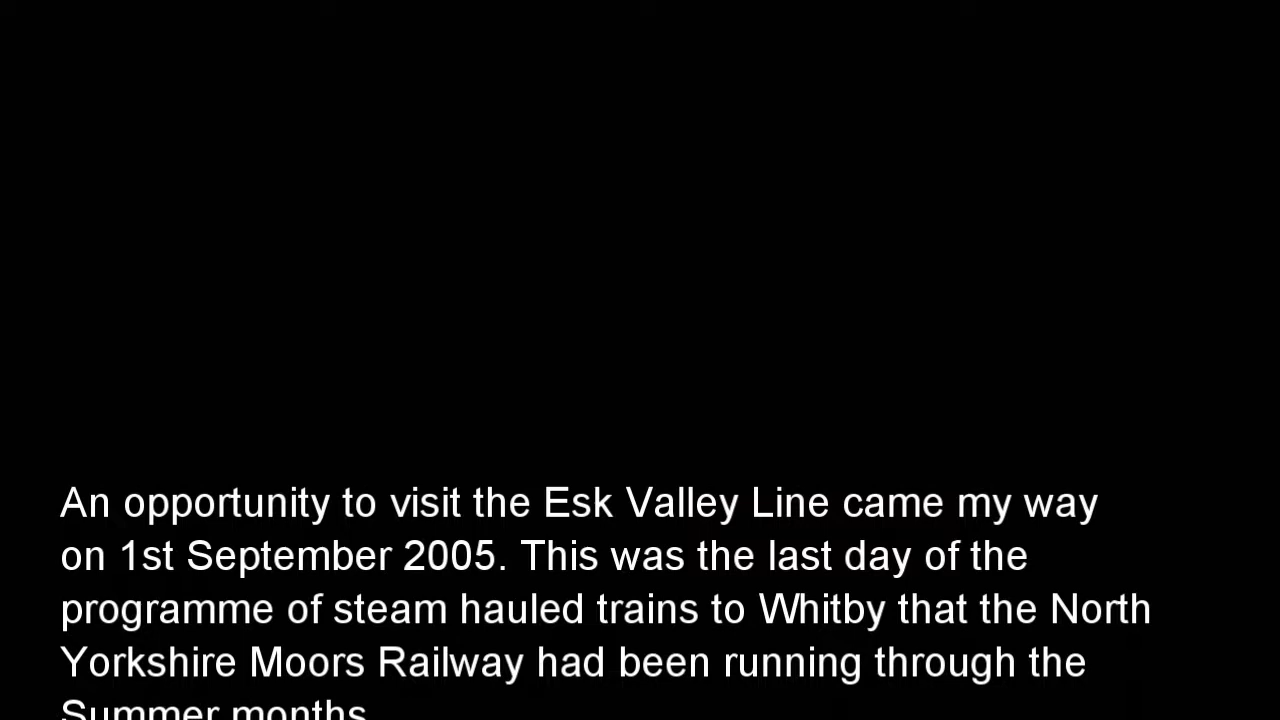 An opportunity to visit the Esk Valley Line came my way
on 1st September 2005. This was the last day of the
programme of steam hauled trains to Whitby that the North
Yorkshire Moors Railway had been running through the
Summer months